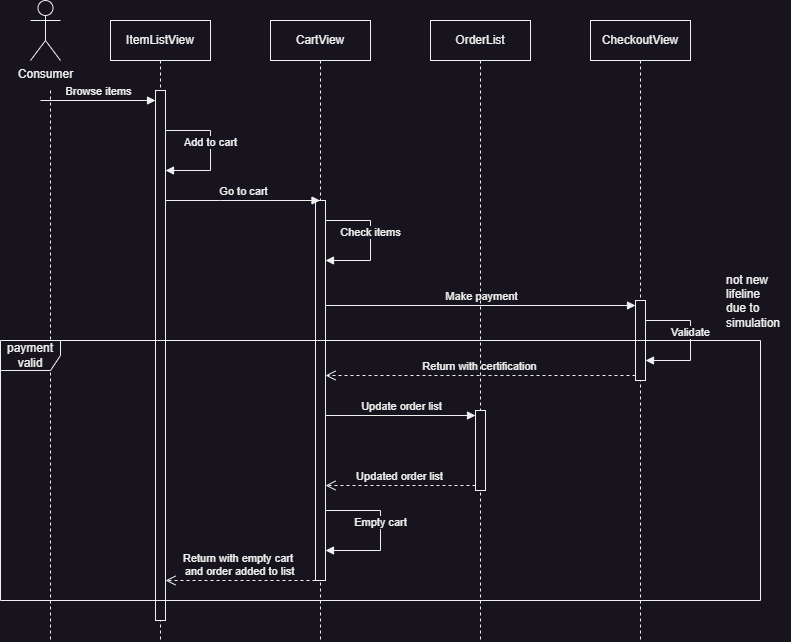 ItemListView
CartView
OrderList
CheckoutView
Consumer
Browse items
Add to cart
Go to cart
Check items
not new
lifeline
due to
simulation
Make payment
Validate
payment
valid
Return with certification
Update order list
Updated order list
Empty cart
Return with empty cart
and order added to list